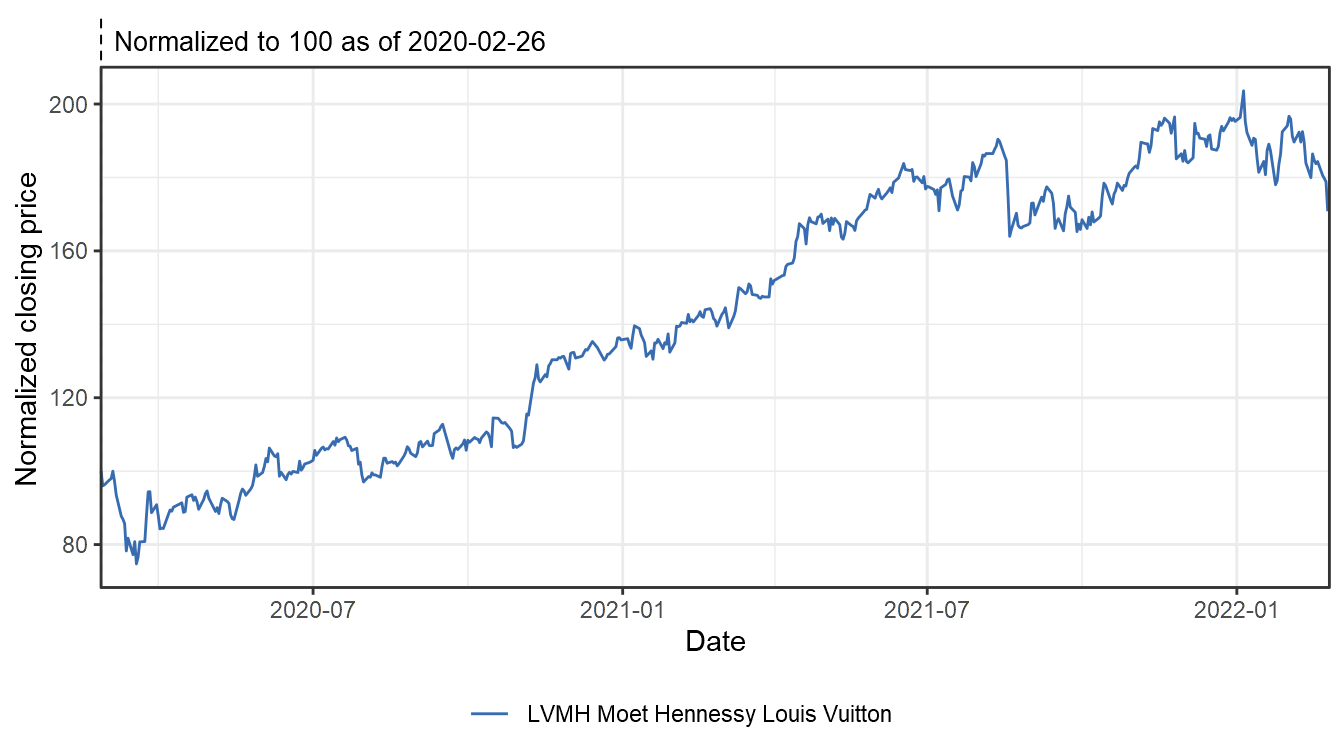 Normalized to 100 as of 2020-02-26
200
160
120
80
Normalized closing price
2020-07
2021-01
2021-07
2022-01
Date
LVMH Moet Hennessy Louis Vuitton